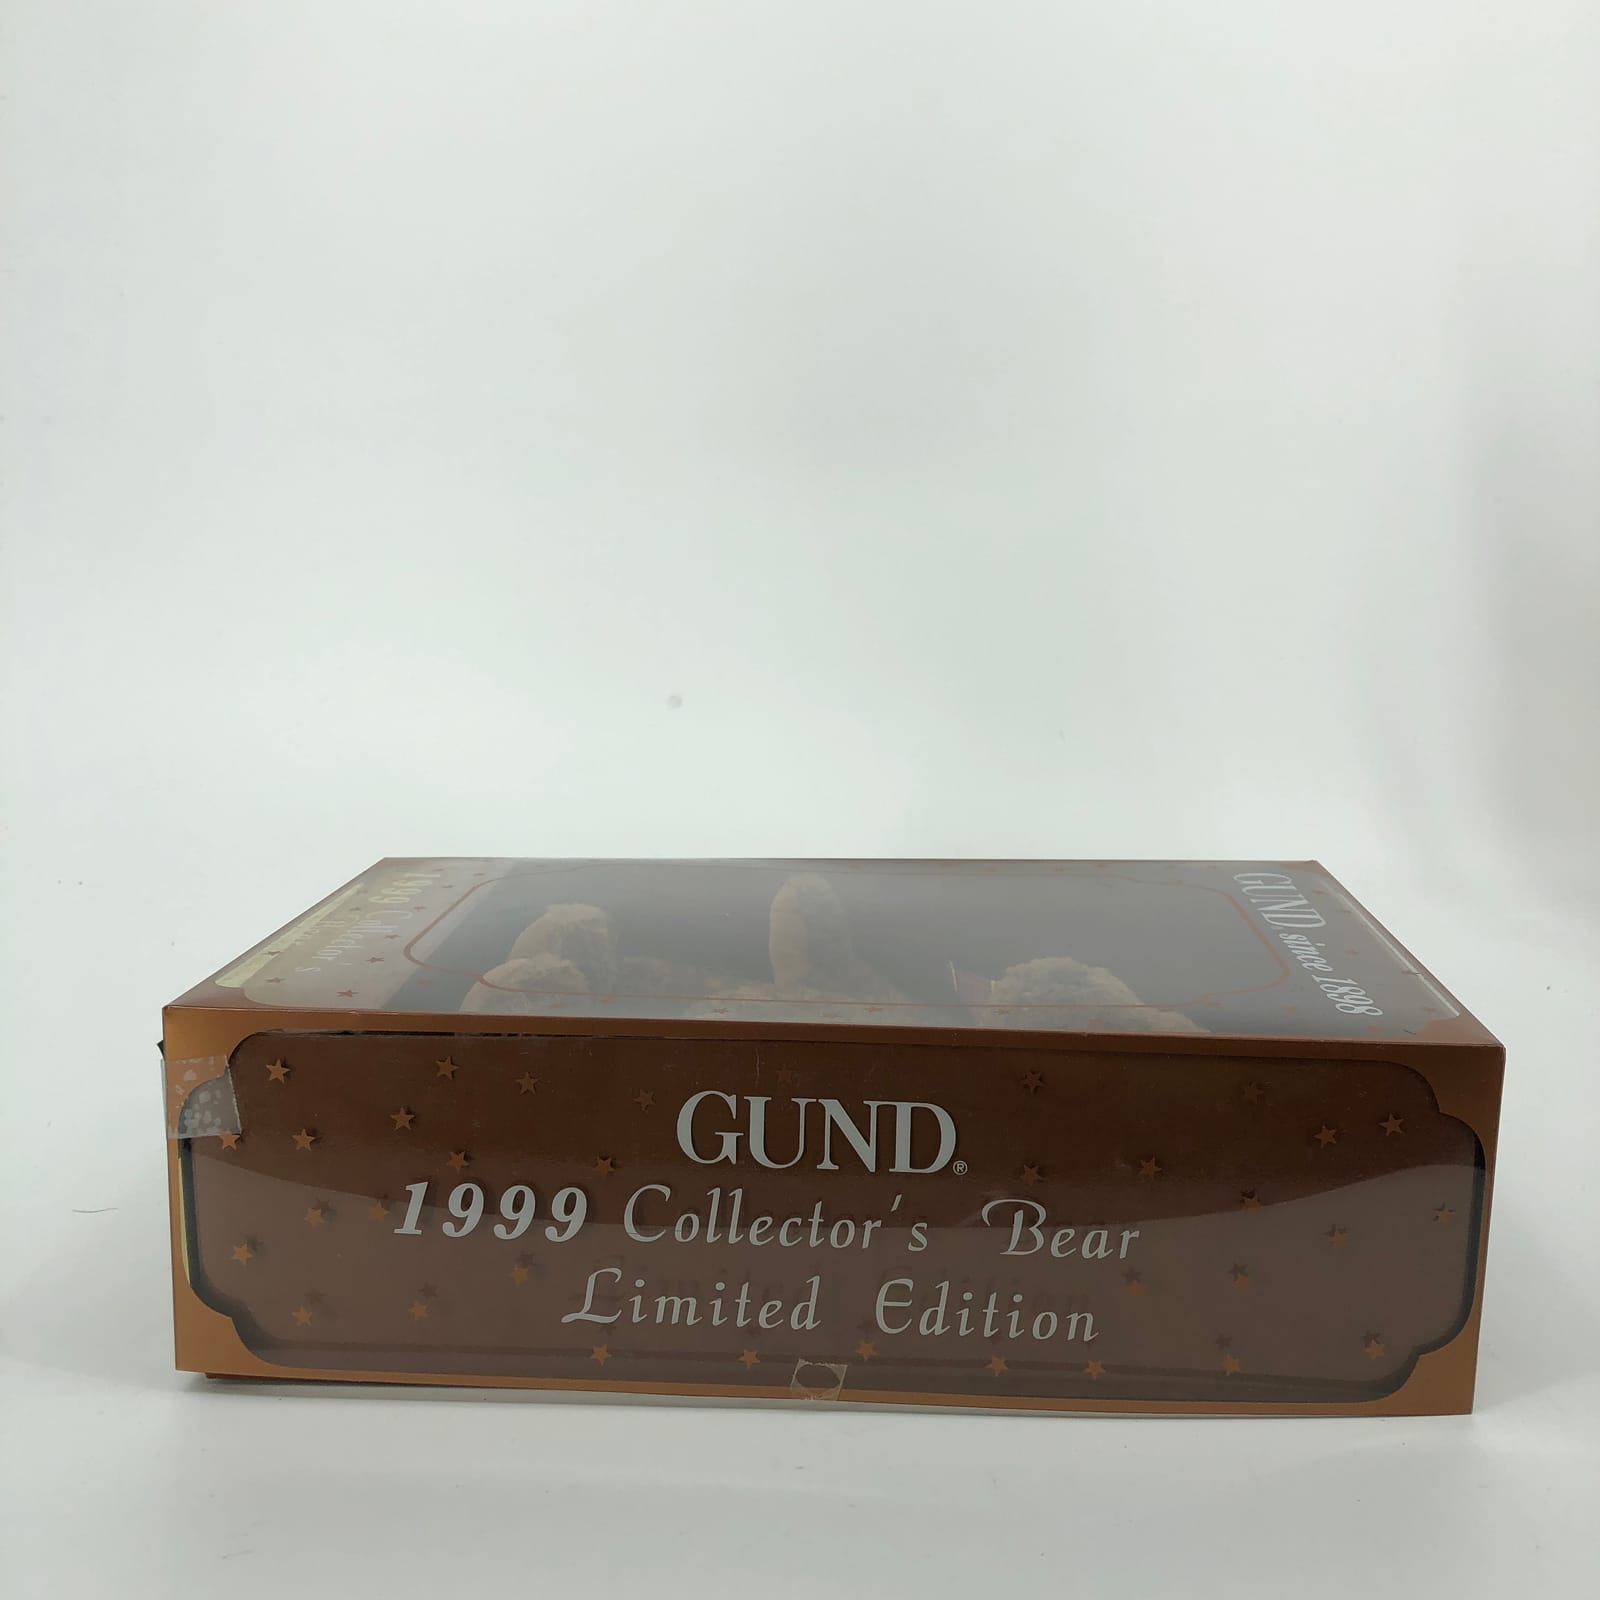 1999 Collector's
GUND since 1898
GUND®
1999 Collector's Bear
Limited Edition